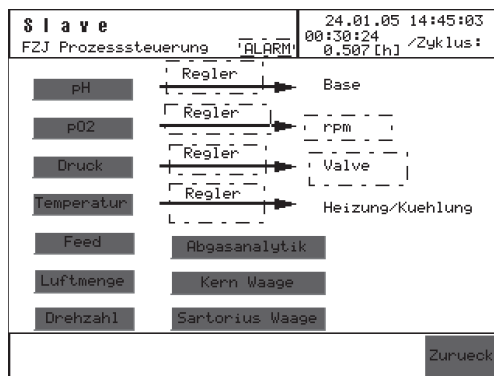 Slave
24.01.05 14:45:03
FZJ Prozesssteuerung
'ALARM'
00:30:24
0.507[h]
/Zyklus:
pH
Regler
Base
pO2
Regler
rpm
Druck
Regler
Valve
Temperatur
Regler
Heizung/Kuehlung
Feed
Abgasanalytik
Luftmenge
Kern Waage
Drehzahl
Sartorius Waage
Zurueck